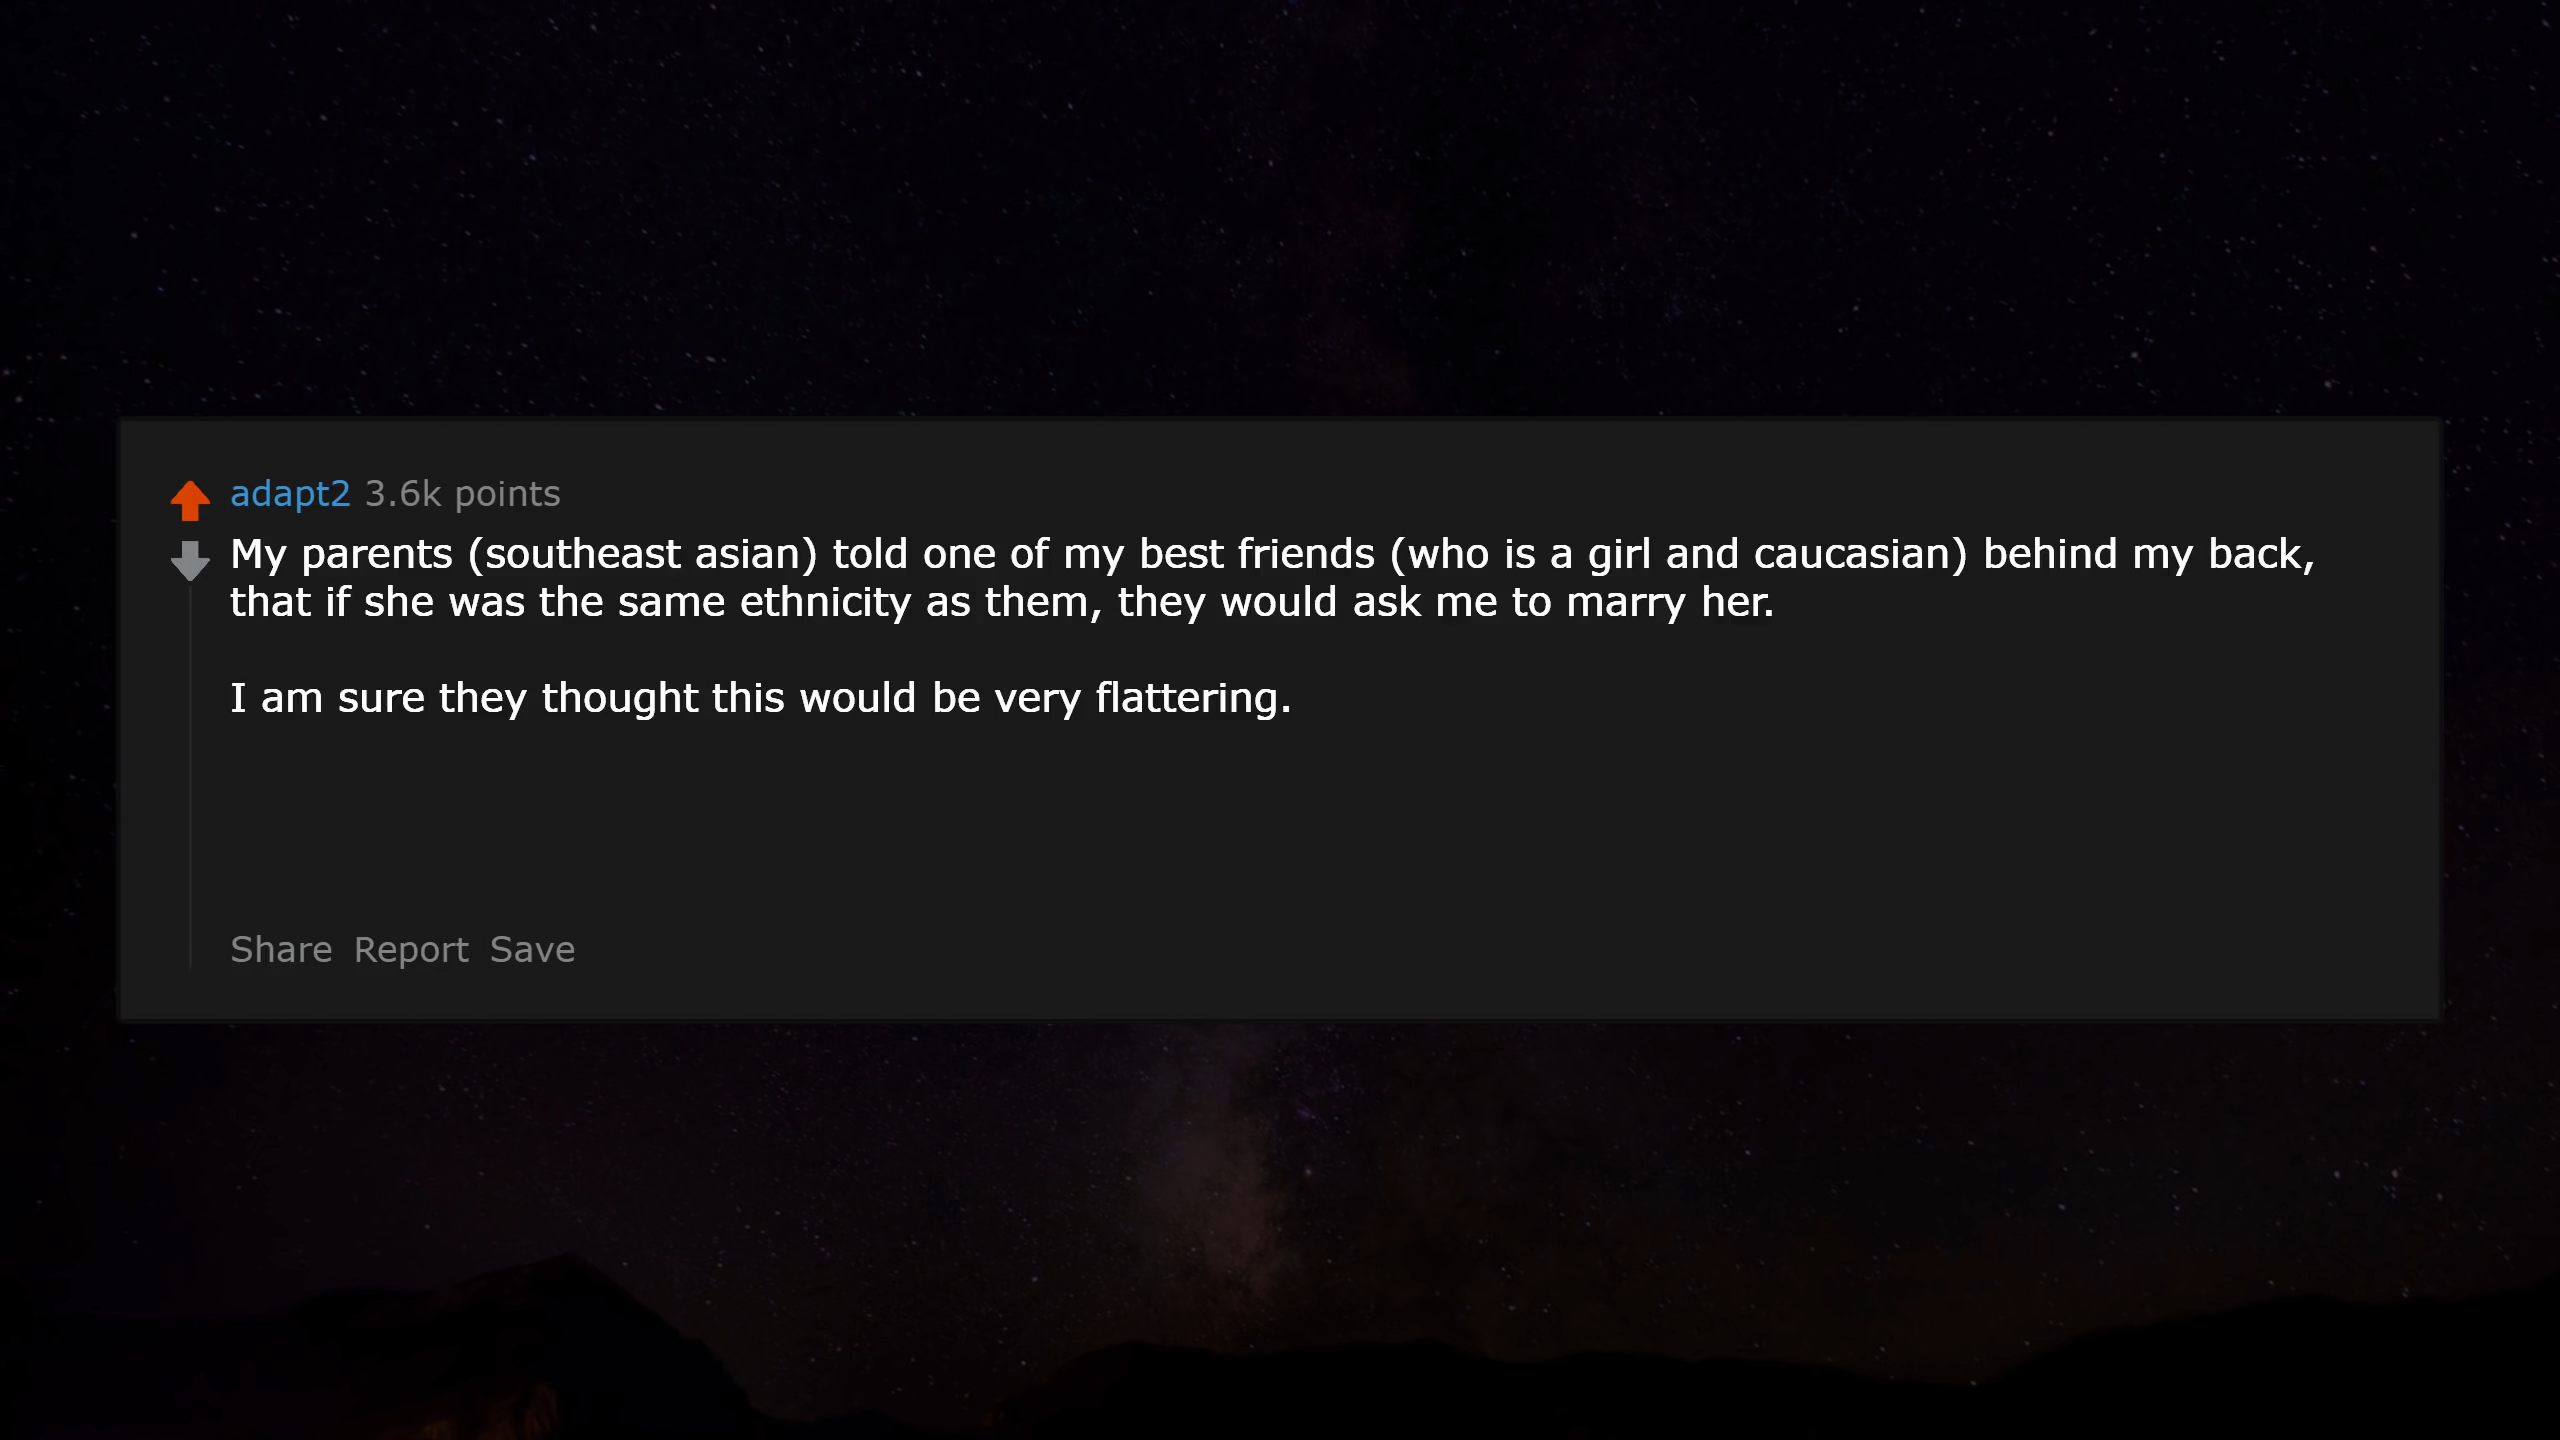 adapt2 3.6k points
My parents (southeast asian) told one of my best friends (who is a girl and caucasian) behind my back,
that if she was the same ethnicity as them, they would ask me to marry her.
I am sure they thought this would be very flattering.
Share Report Save